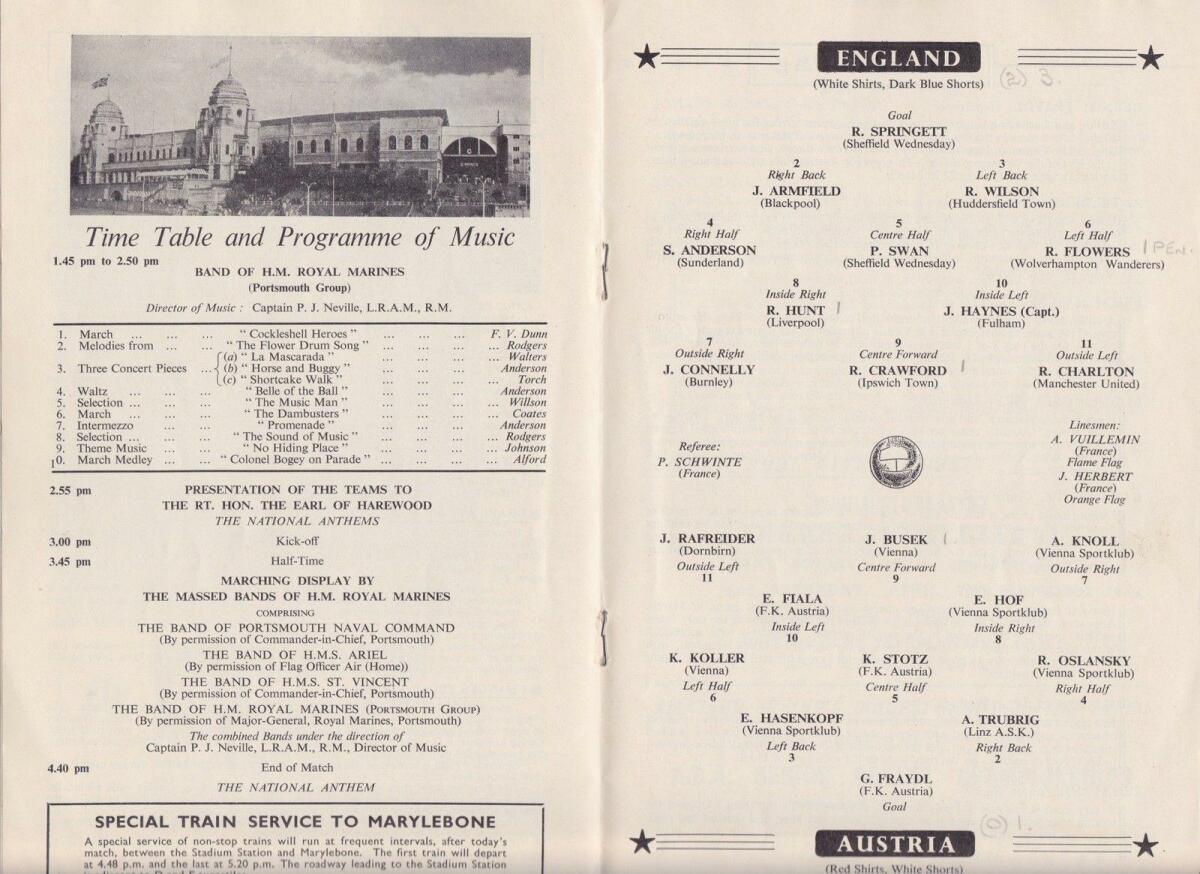 Time Table and Programme of Music
1.45 pm to 2.50 pm
BAND OF H.M. ROYAL MARINES
(Portsmouth Group)
Director of Music : Captain P. J. Neville, L.R.A.M., R.M.
1. March ... ... ... " Cockleshell Heroes " ... ... ... F. V. Dunn
2. Melodies from ... ... " The Flower Drum Song " ... ... ... Rodgers
(a) " La Mascarada " ... ... ... Walters
3. Three Concert Pieces ... (b) " Horse and Buggy " ... ... ... Anderson
(c) " Shortcake Walk " ... ... ... Torch
4. Waltz ... ... ... " Belle of the Ball " ... ... ... Anderson
5. Selection ... ... ... " The Music Man " ... ... ... Willson
6. March ... ... ... " The Dambusters " ... ... ... Coates
7. Intermezzo ... ... " Promenade " ... ... ... Anderson
8. Selection ... ... ... " The Sound of Music " ... ... ... Rodgers
9. Theme Music ... ... " No Hiding Place " ... ... ... Johnson
10. March Medley ... ... " Colonel Bogey on Parade " ... ... ... Alford
2.55 pm PRESENTATION OF THE TEAMS TO
THE RT. HON. THE EARL OF HAREWOOD
THE NATIONAL ANTHEMS
3.00 pm Kick-off
3.45 pm Half-Time
MARCHING DISPLAY BY
THE MASSED BANDS OF H.M. ROYAL MARINES
COMPRISING
THE BAND OF PORTSMOUTH NAVAL COMMAND
(By permission of Commander-in-Chief, Portsmouth)
THE BAND OF H.M.S. ARIEL
(By permission of Flag Officer Air (Home))
THE BAND OF H.M.S. ST. VINCENT
(By permission of Commander-in-Chief, Portsmouth)
THE BAND OF H.M. ROYAL MARINES (PORTSMOUTH GROUP)
(By permission of Major-General, Royal Marines, Portsmouth)
The combined Bands under the direction of
Captain P. J. Neville, L.R.A.M., R.M., Director of Music
4.40 pm End of Match
THE NATIONAL ANTHEM
SPECIAL TRAIN SERVICE TO MARYLEBONE
A special service of non-stop trains will run at frequent intervals, after today's
match, between the Stadium Station and Marylebone. The first train will depart
at 4.48 p.m. and the last at 5.20 p.m. The roadway leading to the Stadium Station
ENGLAND
(White Shirts, Dark Blue Shorts) (2) 3.
Goal
R. SPRINGETT
(Sheffield Wednesday)
2 3
Right Back Left Back
J. ARMFIELD R. WILSON
(Blackpool) (Huddersfield Town)
4 5 6
Right Half Centre Half Left Half
S. ANDERSON P. SWAN R. FLOWERS 1 PEN.
(Sunderland) (Sheffield Wednesday) (Wolverhampton Wanderers)
8 10
Inside Right Inside Left
R. HUNT 1 J. HAYNES (Capt.)
(Liverpool) (Fulham)
7 9 11
Outside Right Centre Forward Outside Left
J. CONNELLY R. CRAWFORD 1 R. CHARLTON
(Burnley) (Ipswich Town) (Manchester United)
Referee:
P. SCHWINTE
(France)
Linesmen:
A. VUILLEMIN
(France)
Flame Flag
J. HERBERT
(France)
Orange Flag
J. RAFREIDER J. BUSEK 1 A. KNOLL
(Dornbirn) (Vienna) (Vienna Sportklub)
Outside Left Centre Forward Outside Right
11 9 7
E. FIALA E. HOF
(F.K. Austria) (Vienna Sportklub)
Inside Left Inside Right
10 8
K. KOLLER K. STOTZ R. OSLANSKY
(Vienna) (F.K. Austria) (Vienna Sportklub)
Left Half Centre Half Right Half
6 5 4
E. HASENKOPF A. TRUBRIG
(Vienna Sportklub) (Linz A.S.K.)
Left Back Right Back
3 2
G. FRAYDL
(F.K. Austria)
Goal
(0) 1.
AUSTRIA
(Red Shirts, White Shorts)